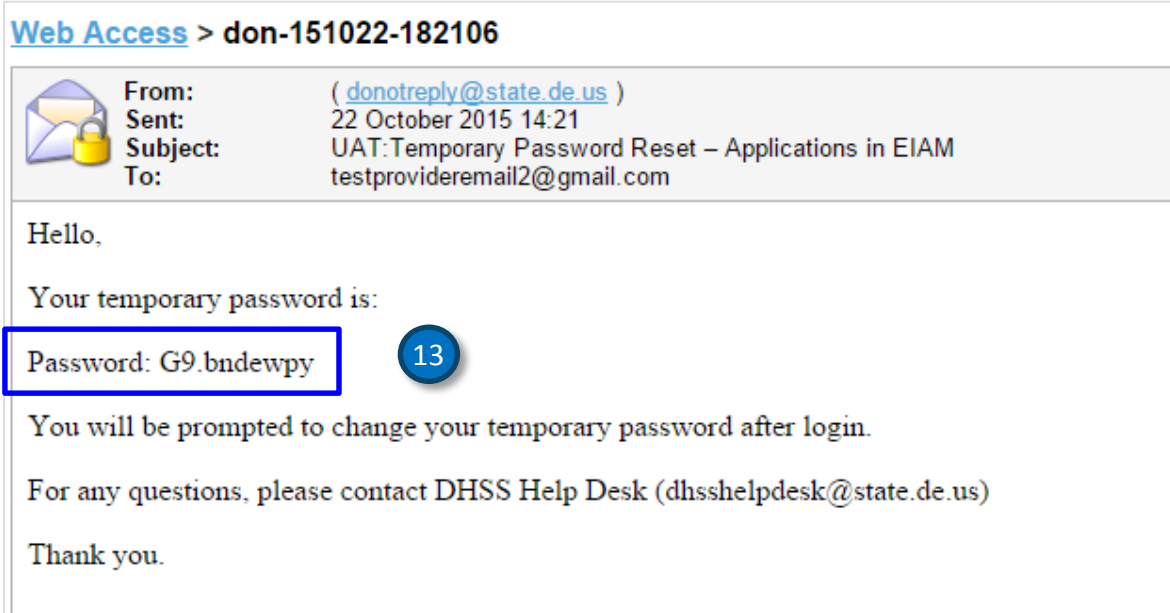 Web Access > don-151022-182106
From: ( donotreply@state.de.us )
Sent: 22 October 2015 14:21
Subject: UAT:Temporary Password Reset – Applications in EIAM
To: testprovideremail2@gmail.com
Hello,
Your temporary password is:
Password: G9.bndewpy
13
You will be prompted to change your temporary password after login.
For any questions, please contact DHSS Help Desk (dhsshelpdesk@state.de.us)
Thank you.